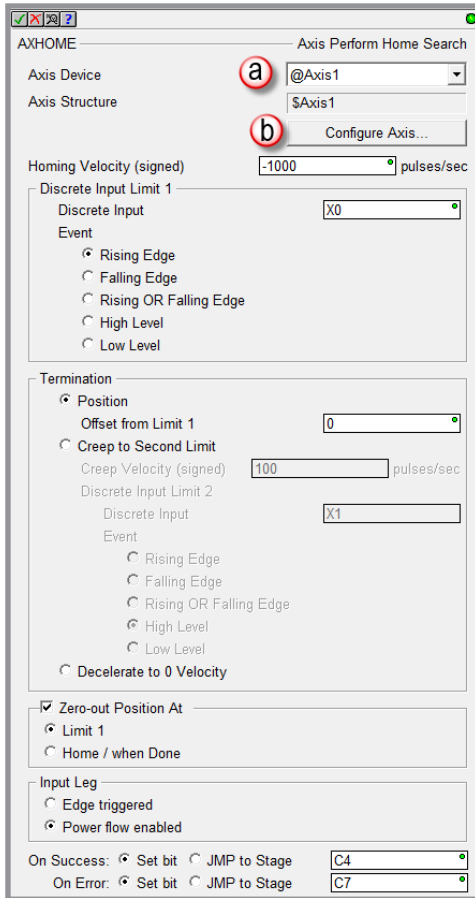 AXHOME Axis Perform Home Search
Axis Device a @Axis1
Axis Structure $Axis1
b Configure Axis...
Homing Velocity (signed) -1000 pulses/sec
Discrete Input Limit 1
Discrete Input X0
Event
Rising Edge
Falling Edge
Rising OR Falling Edge
High Level
Low Level
Termination
Position
Offset from Limit 1 0
Creep to Second Limit
Creep Velocity (signed) 100 pulses/sec
Discrete Input Limit 2
Discrete Input X1
Event
Rising Edge
Falling Edge
Rising OR Falling Edge
High Level
Low Level
Decelerate to 0 Velocity
Zero-out Position At
Limit 1
Home / when Done
Input Leg
Edge triggered
Power flow enabled
On Success: Set bit JMP to Stage C4
On Error: Set bit JMP to Stage C7